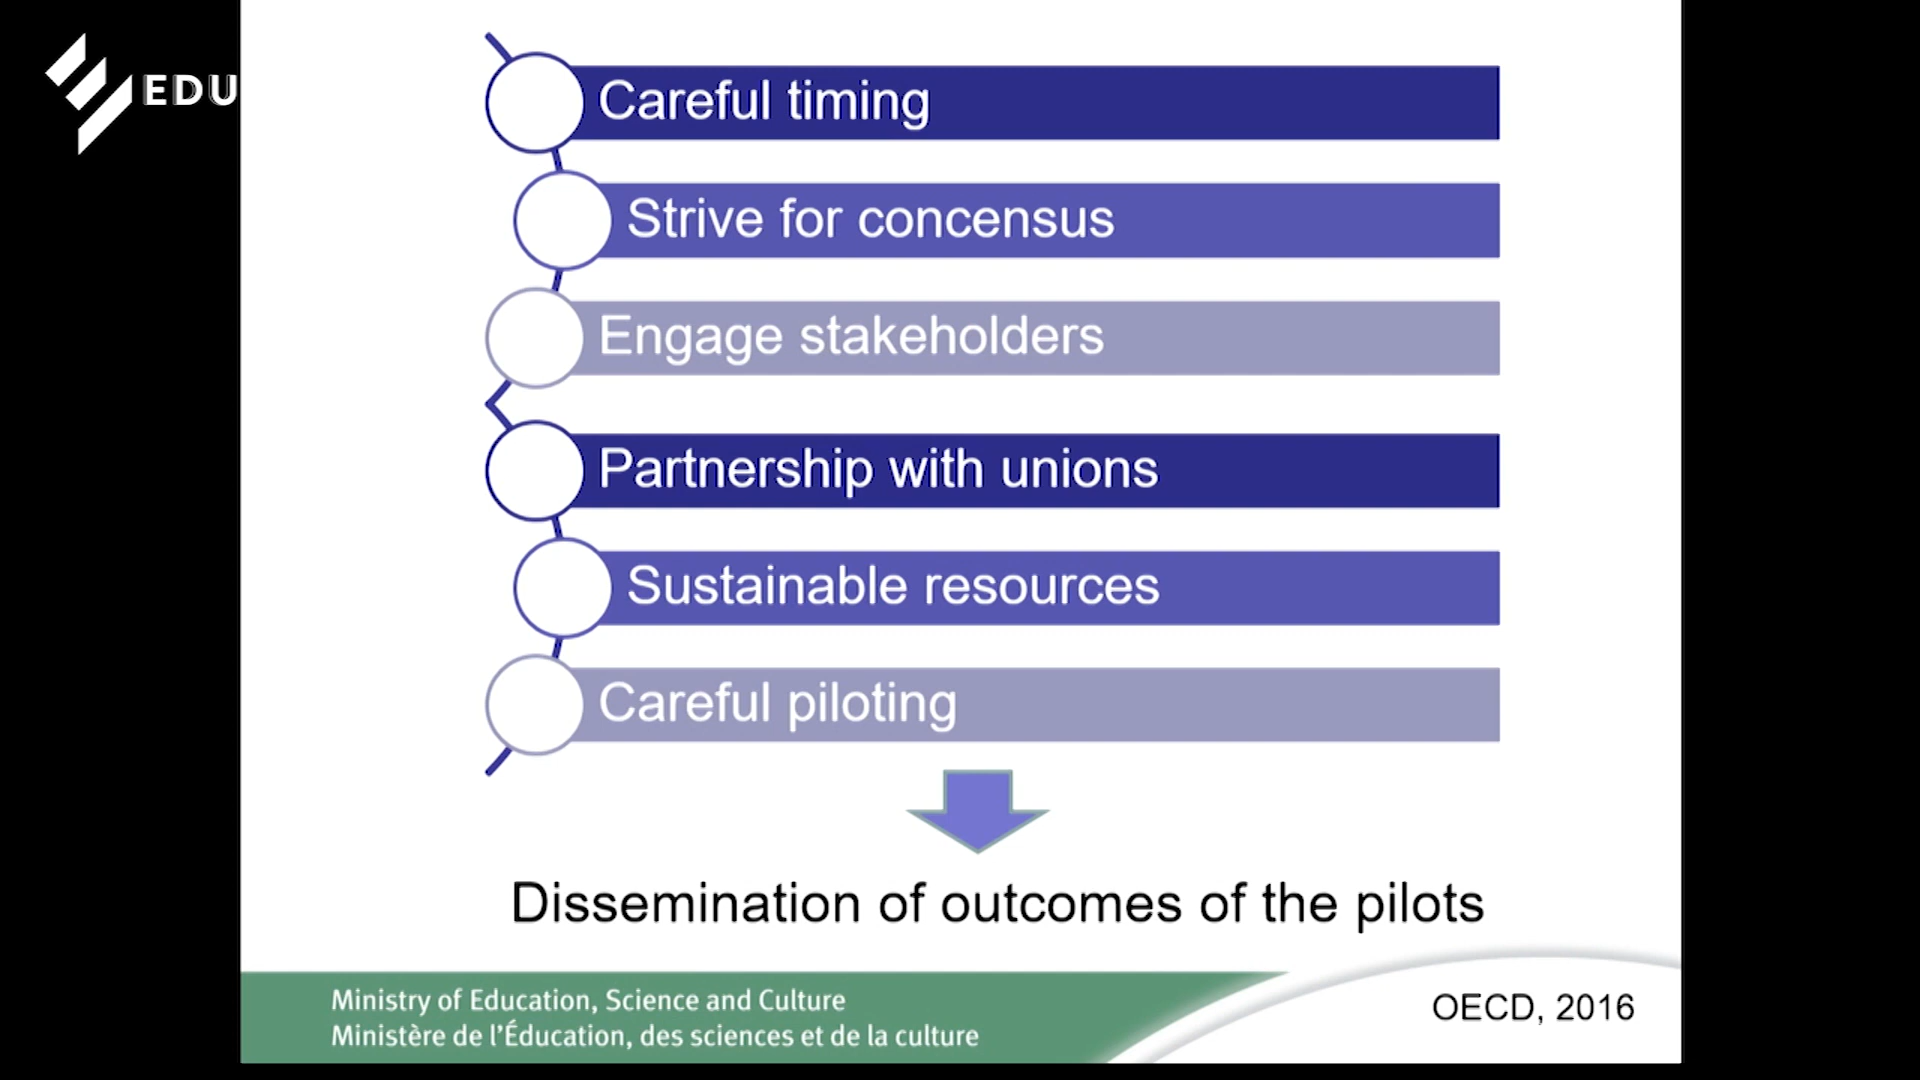 EDU
Careful timing
Strive for concensus
Engage stakeholders
Partnership with unions
Sustainable resources
Careful piloting
Dissemination of outcomes of the pilots
Ministry of Education, Science and Culture
Ministère de l'Éducation, des sciences et de la culture
OECD, 2016